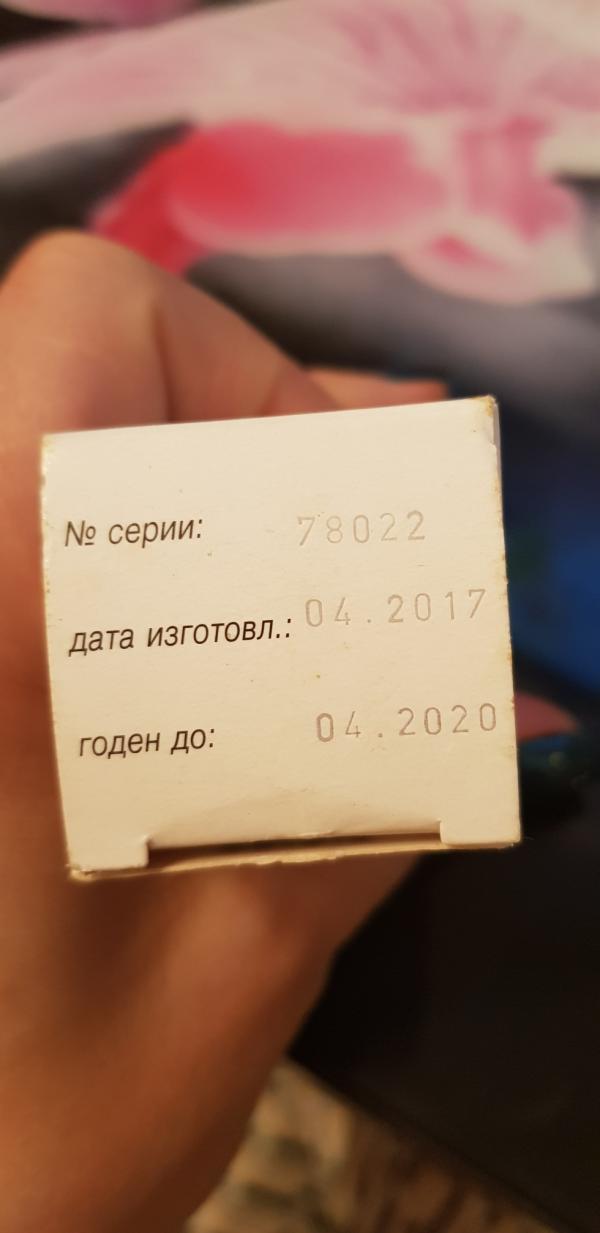 № серии: 78022
дата изготовл.: 04.2017
годен до: 04.2020